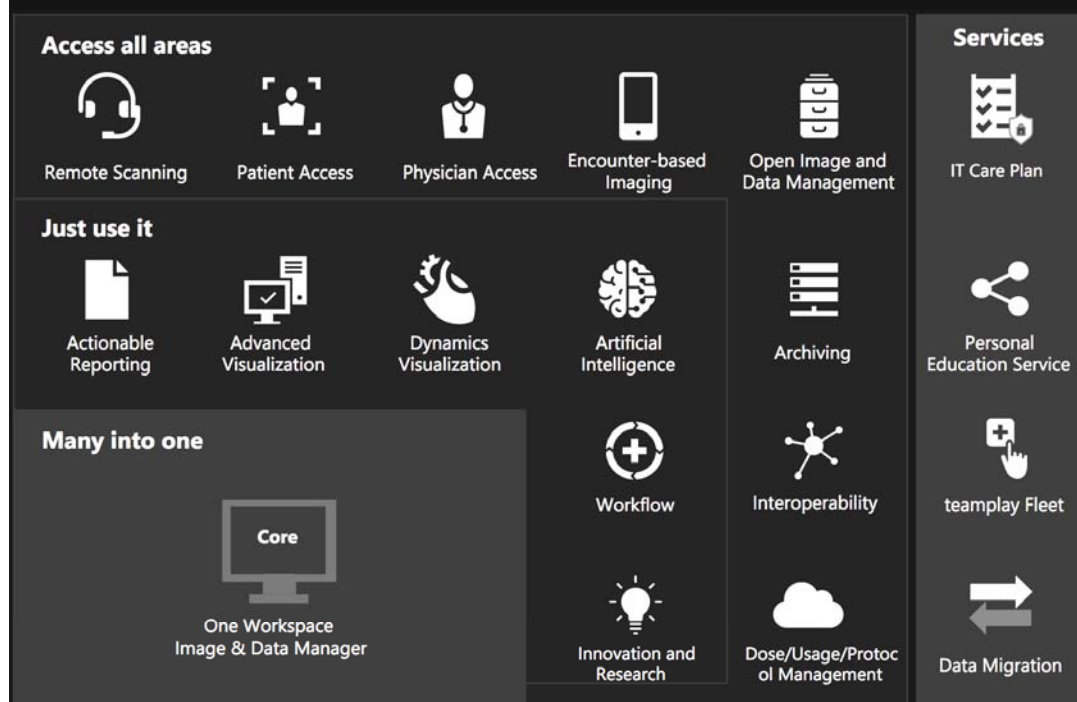 Access all areas
Remote Scanning
Patient Access
Physician Access
Encounter-based
Imaging
Open Image and
Data Management
Just use it
Actionable
Reporting
Advanced
Visualization
Dynamics
Visualization
Artificial
Intelligence
Archiving
Many into one
Core
One Workspace
Image & Data Manager
Workflow
Interoperability
Innovation and
Research
Dose/Usage/Protoc
ol Management
Services
IT Care Plan
Personal
Education Service
teamplay Fleet
Data Migration